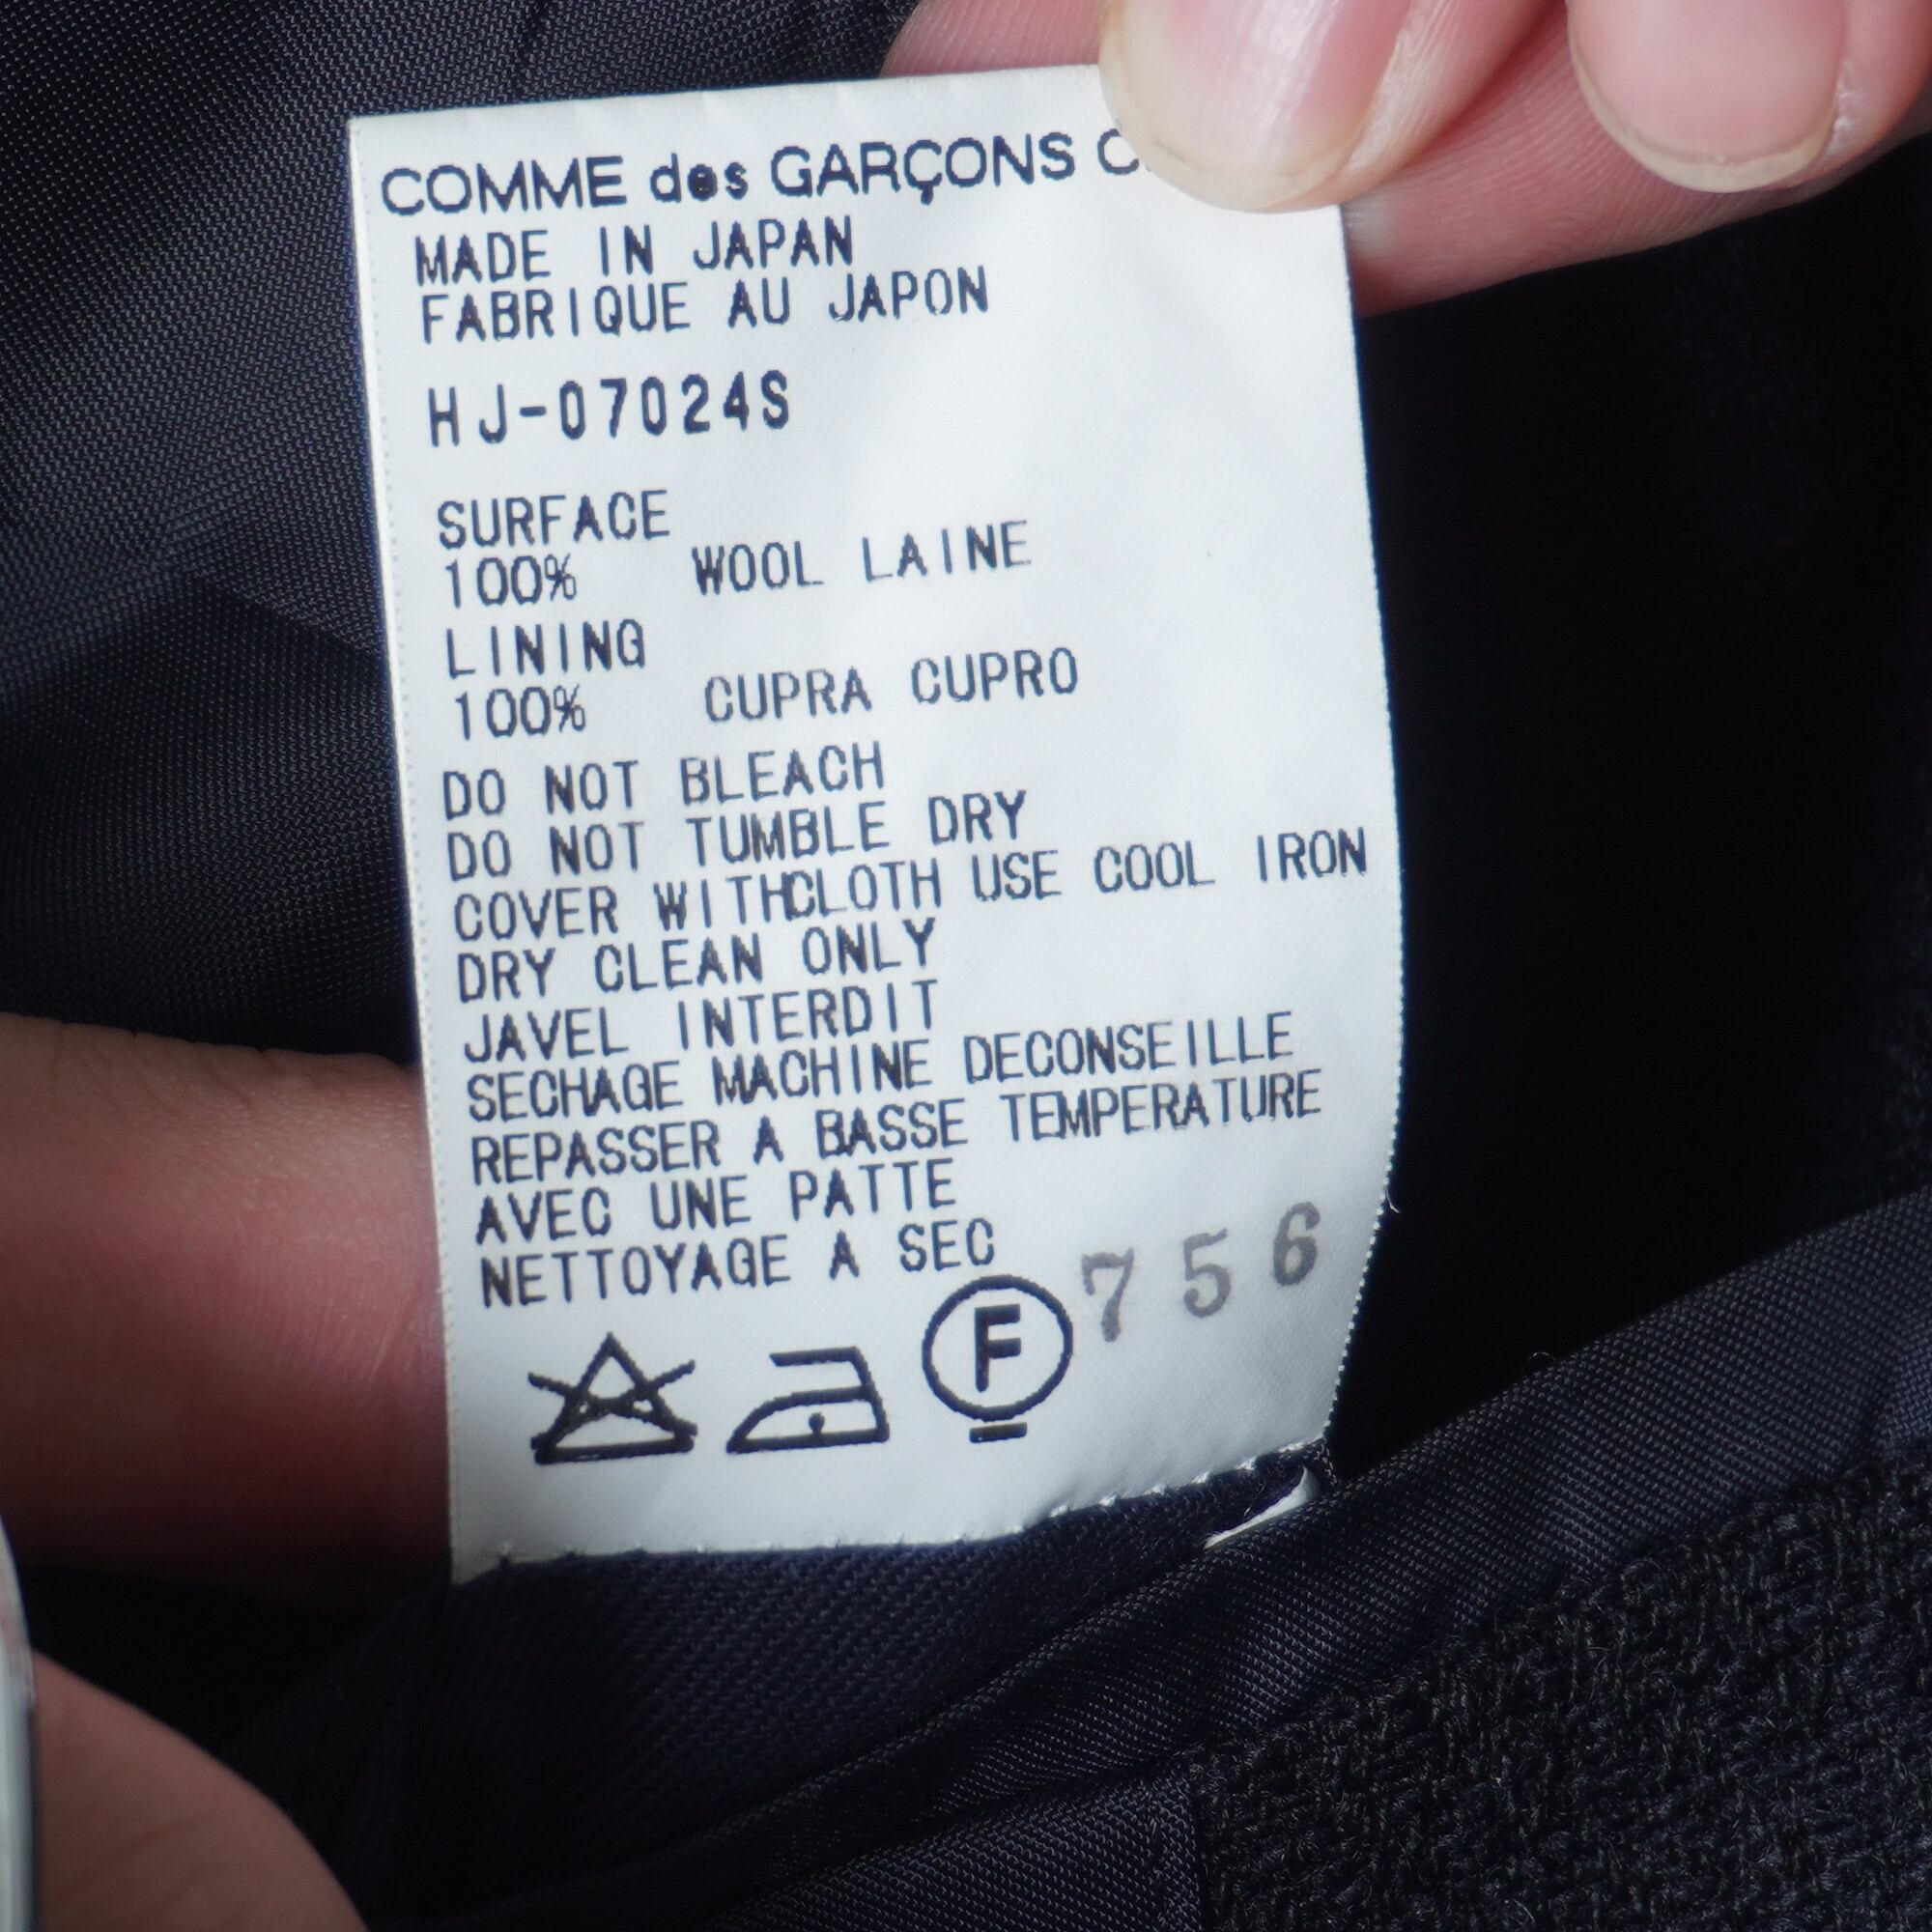 COMME des GARÇONS
MADE IN JAPAN
FABRIQUE AU JAPON
HJ-07024S
SURFACE
100% WOOL LAINE
LINING
100% CUPRA CUPRO
DO NOT BLEACH
DO NOT TUMBLE DRY
COVER WITHCLOTH USE COOL IRON
DRY CLEAN ONLY
JAVEL INTERDIT
SECHAGE MACHINE DECONSEILLE
REPASSER A BASSE TEMPERATURE
AVEC UNE PATTE
NETTOYAGE A SEC
756
F